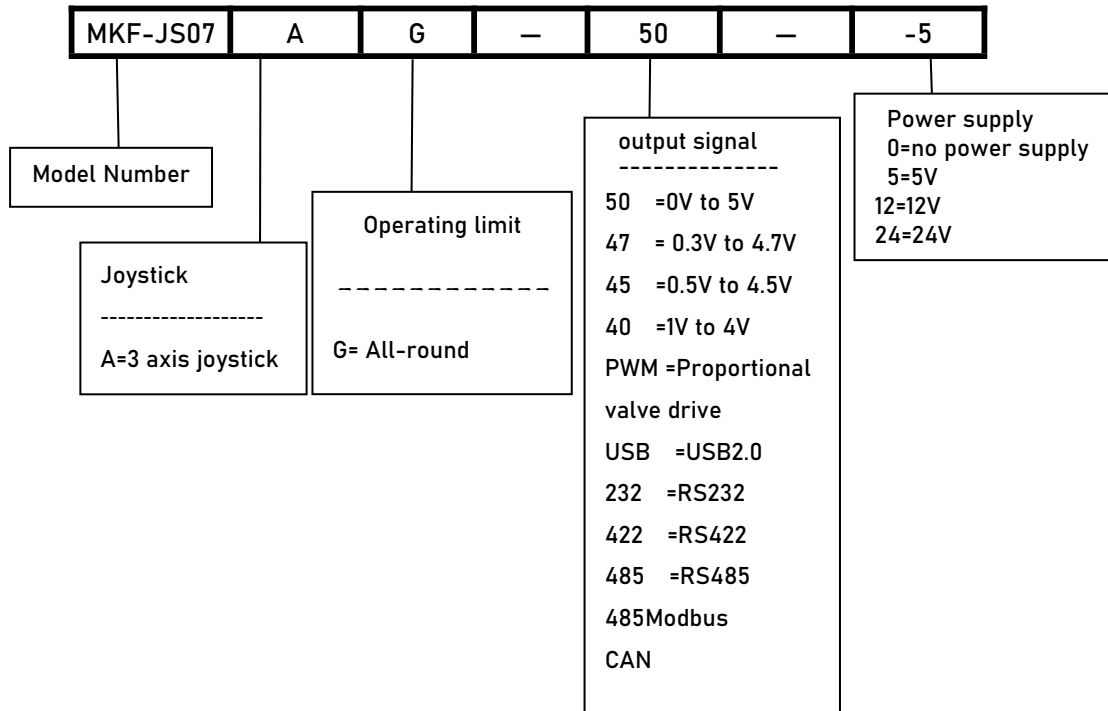 MKF-JS07 A G — 50 — -5
Model Number
Joystick
-------------------
A=3 axis joystick
Operating limit
____________
G= All-round
output signal
--------------
50 =0V to 5V
47 = 0.3V to 4.7V
45 =0.5V to 4.5V
40 =1V to 4V
PWM =Proportional
valve drive
USB =USB2.0
232 =RS232
422 =RS422
485 =RS485
485Modbus
CAN
Power supply
0=no power supply
5=5V
12=12V
24=24V